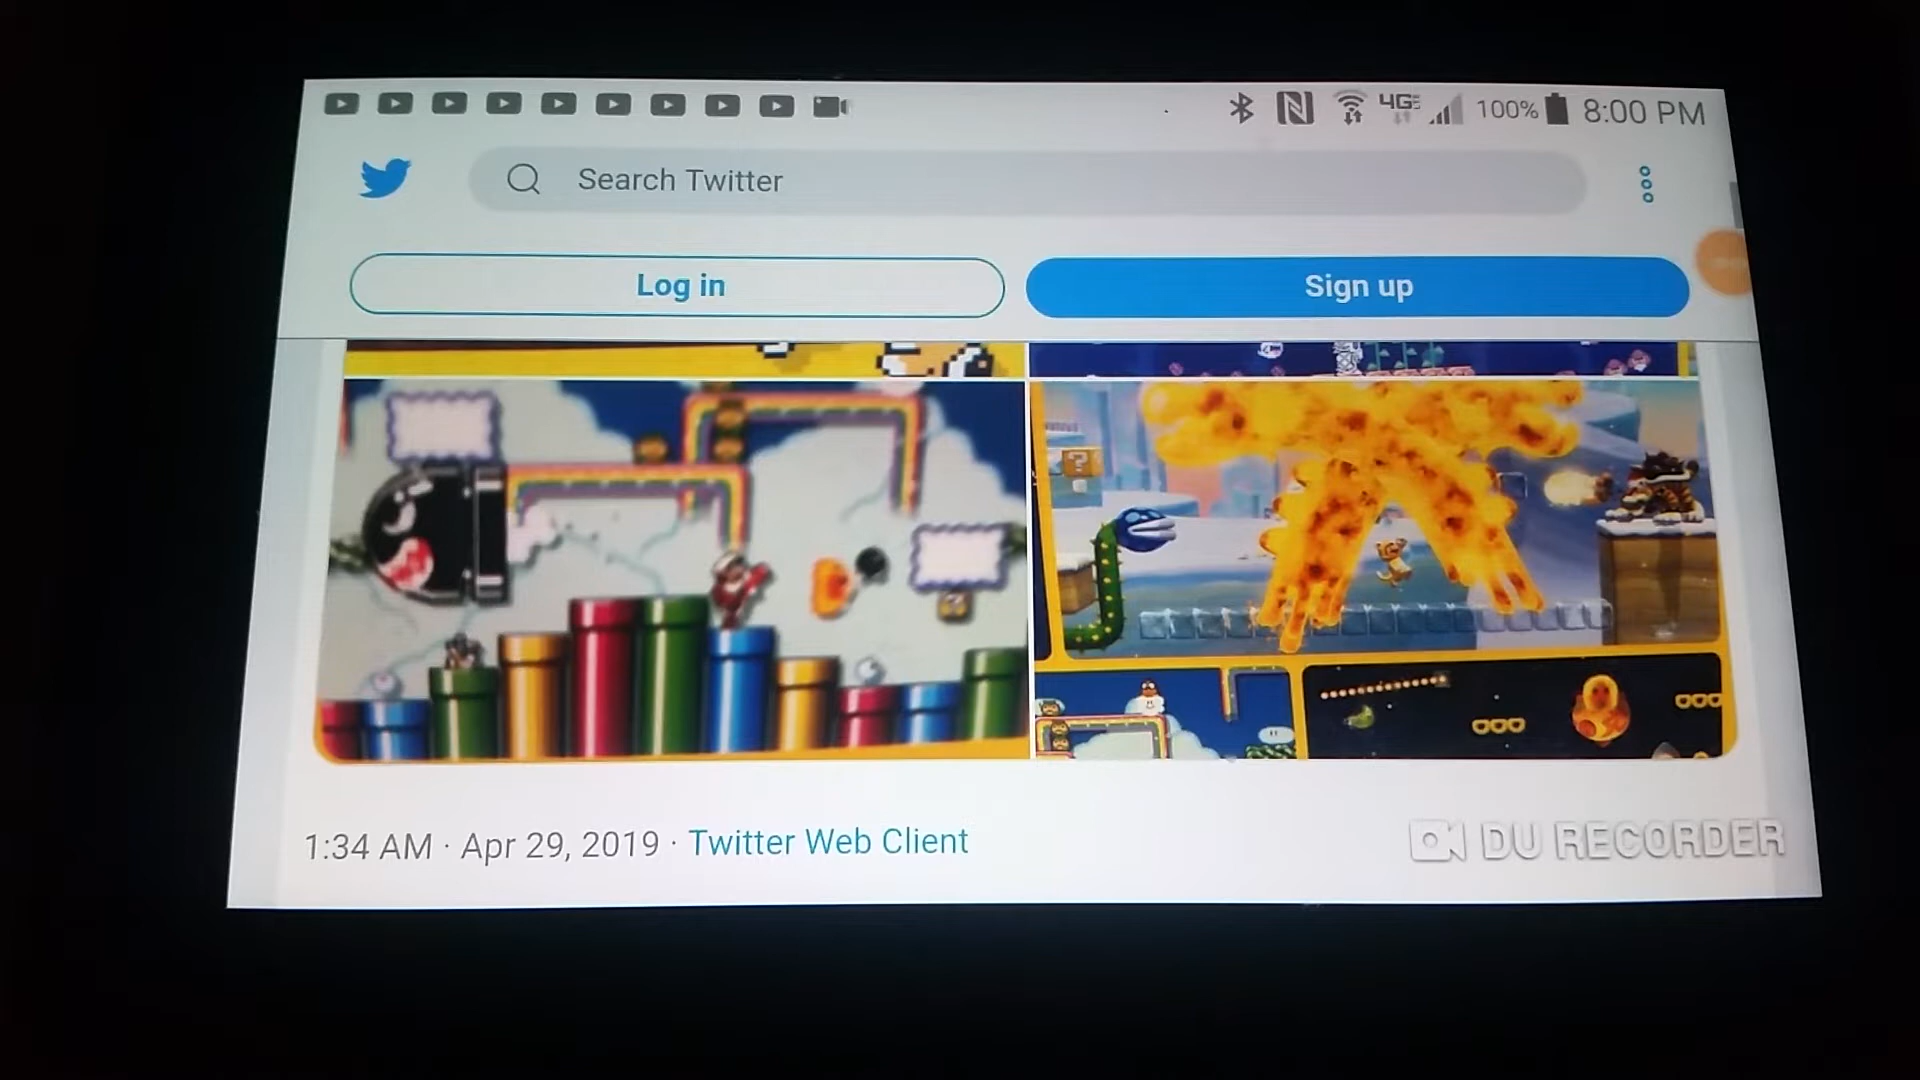 4G 100% 8:00 PM
Search Twitter
Log in
Sign up
1:34 AM · Apr 29, 2019 · Twitter Web Client
DU RECORDER